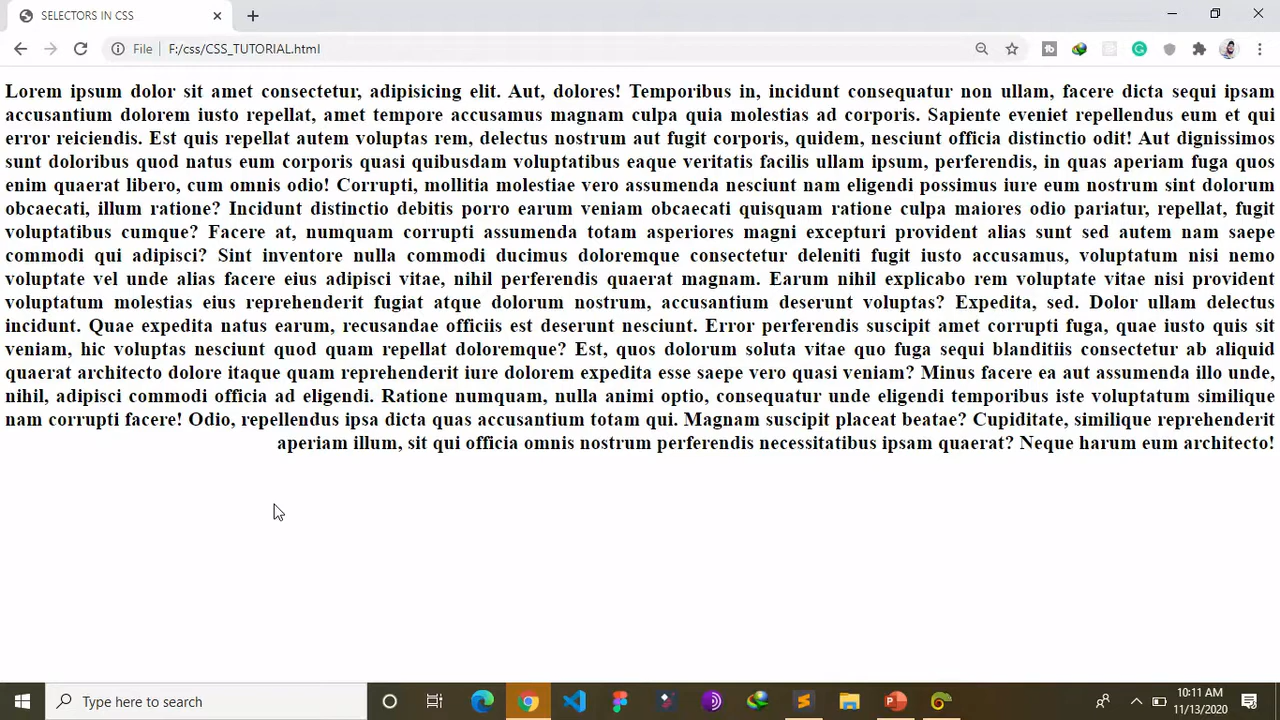 SELECTORS IN CSS
File F:/css/CSS_TUTORIAL.html
Lorem ipsum dolor sit amet consectetur, adipisicing elit. Aut, dolores! Temporibus in, incidunt consequatur non ullam, facere dicta sequi ipsam
accusantium dolorem iusto repellat, amet tempore accusamus magnam culpa quia molestias ad corporis. Sapiente eveniet repellendus eum et qui
error reiciendis. Est quis repellat autem voluptas rem, delectus nostrum aut fugit corporis, quidem, nesciunt officia distinctio odit! Aut dignissimos
sunt doloribus quod natus eum corporis quasi quibusdam voluptatibus eaque veritatis facilis ullam ipsum, perferendis, in quas aperiam fuga quos
enim quaerat libero, cum omnis odio! Corrupti, mollitia molestiae vero assumenda nesciunt nam eligendi possimus iure eum nostrum sint dolorum
obcaecati, illum ratione? Incidunt distinctio debitis porro earum veniam obcaecati quisquam ratione culpa maiores odio pariatur, repellat, fugit
voluptatibus cumque? Facere at, numquam corrupti assumenda totam asperiores magni excepturi provident alias sunt sed autem nam saepe
commodi qui adipisci? Sint inventore nulla commodi ducimus doloremque consectetur deleniti fugit iusto accusamus, voluptatum nisi nemo
voluptate vel unde alias facere eius adipisci vitae, nihil perferendis quaerat magnam. Earum nihil explicabo rem voluptate vitae nisi provident
voluptatum molestias eius reprehenderit fugiat atque dolorum nostrum, accusantium deserunt voluptas? Expedita, sed. Dolor ullam delectus
incidunt. Quae expedita natus earum, recusandae officiis est deserunt nesciunt. Error perferendis suscipit amet corrupti fuga, quae iusto quis sit
veniam, hic voluptas nesciunt quod quam repellat doloremque? Est, quos dolorum soluta vitae quo fuga sequi blanditiis consectetur ab aliquid
quaerat architecto dolore itaque quam reprehenderit iure dolorem expedita esse saepe vero quasi veniam? Minus facere ea aut assumenda illo unde,
nihil, adipisci commodi officia ad eligendi. Ratione numquam, nulla animi optio, consequatur unde eligendi temporibus iste voluptatum similique
nam corrupti facere! Odio, repellendus ipsa dicta quas accusantium totam qui. Magnam suscipit placeat beatae? Cupiditate, similique reprehenderit
aperiam illum, sit qui officia omnis nostrum perferendis necessitatibus ipsam quaerat? Neque harum eum architecto!
Type here to search
10:11 AM
11/13/2020